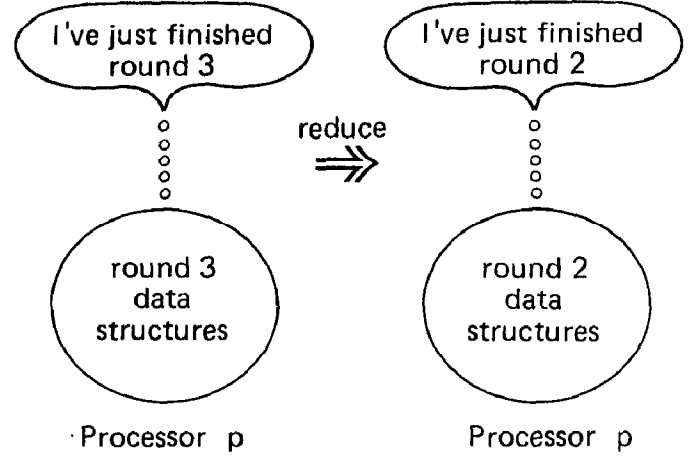 I've just finished
round 3
I've just finished
round 2
reduce
round 3
data
structures
round 2
data
structures
Processor p
Processor p